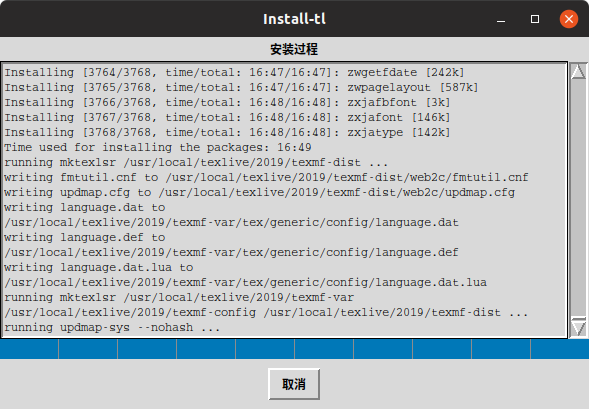 Install-tl
安装过程
Installing [3764/3768, time/total: 16:47/16:47]: zwgetfdate [242k]
Installing [3765/3768, time/total: 16:47/16:47]: zwpagelayout [587k]
Installing [3766/3768, time/total: 16:48/16:48]: zxjafbfont [3k]
Installing [3767/3768, time/total: 16:48/16:48]: zxjafont [146k]
Installing [3768/3768, time/total: 16:48/16:48]: zxjatype [142k]
Time used for installing the packages: 16:49
running mktexlsr /usr/local/texlive/2019/texmf-dist ...
writing fmtutil.cnf to /usr/local/texlive/2019/texmf-dist/web2c/fmtutil.cnf
writing updmap.cfg to /usr/local/texlive/2019/texmf-dist/web2c/updmap.cfg
writing language.dat to
/usr/local/texlive/2019/texmf-var/tex/generic/config/language.dat
writing language.def to
/usr/local/texlive/2019/texmf-var/tex/generic/config/language.def
writing language.dat.lua to
/usr/local/texlive/2019/texmf-var/tex/generic/config/language.dat.lua
running mktexlsr /usr/local/texlive/2019/texmf-var
/usr/local/texlive/2019/texmf-config /usr/local/texlive/2019/texmf-dist ...
running updmap-sys --nohash ...
取消